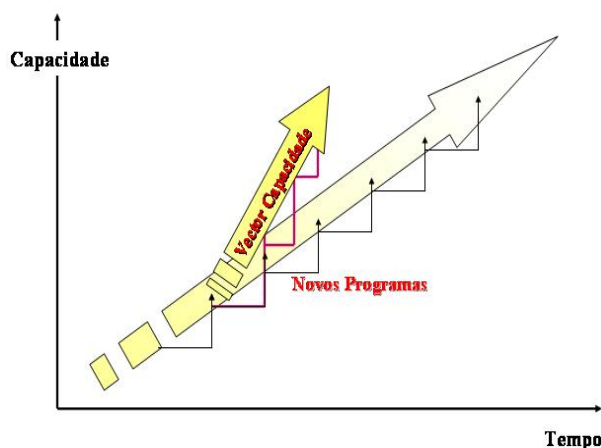 Capacidade
Vector Capacidade
Novos Programas
Tempo